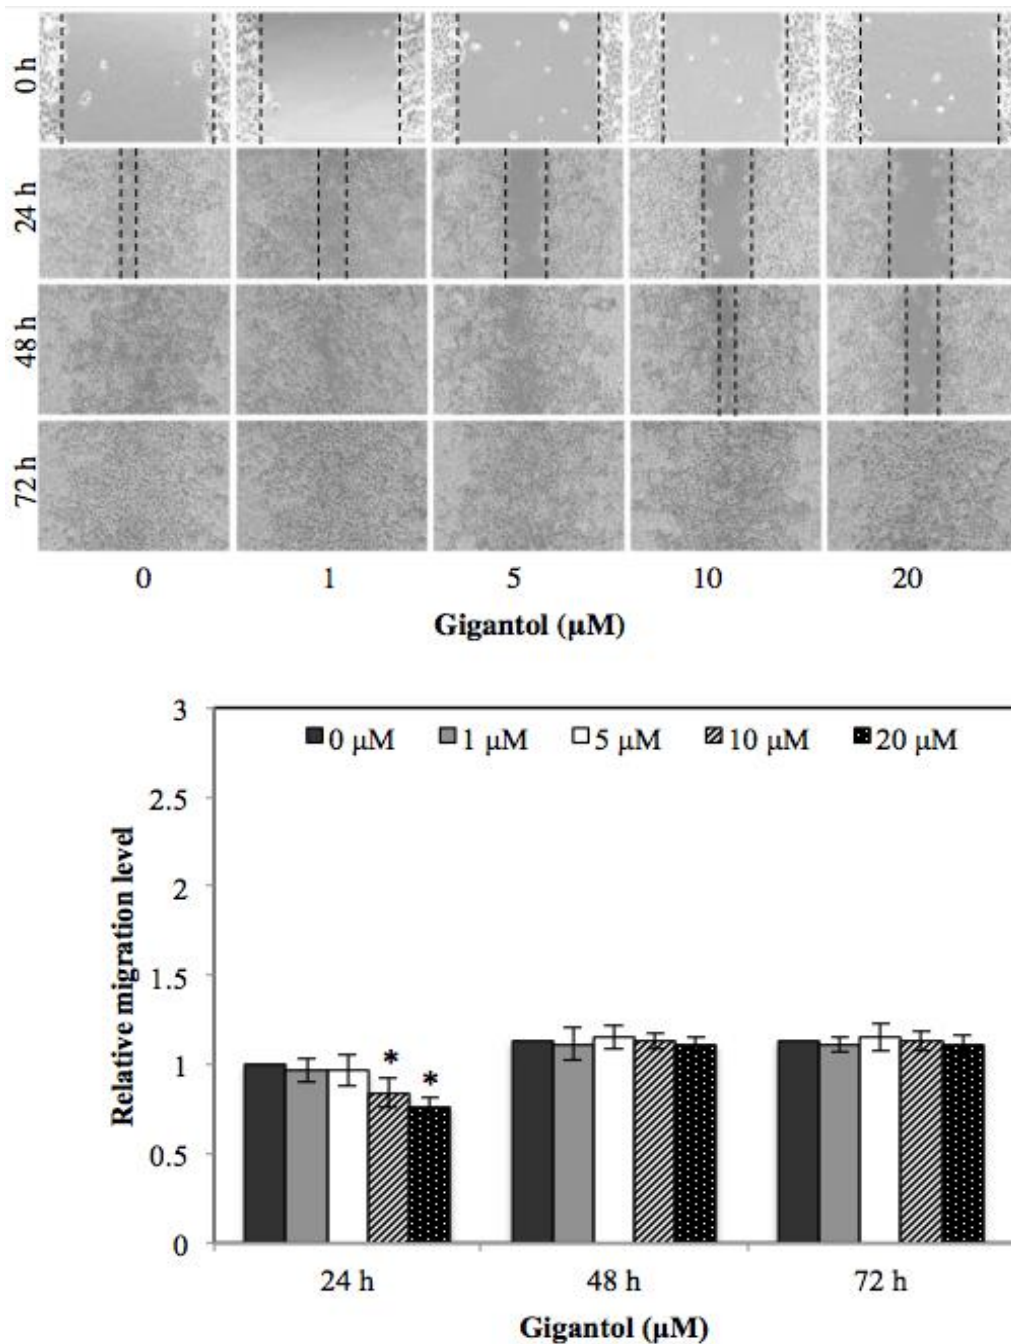 0 h
24 h
48 h
72 h
0 1 5 10 20
Gigantol (μM)
3
0 μM 1 μM 5 μM 10 μM 20 μM
2.5
2
1.5
1
0.5
0
Relative migration level
* *
24 h 48 h 72 h
Gigantol (μM)